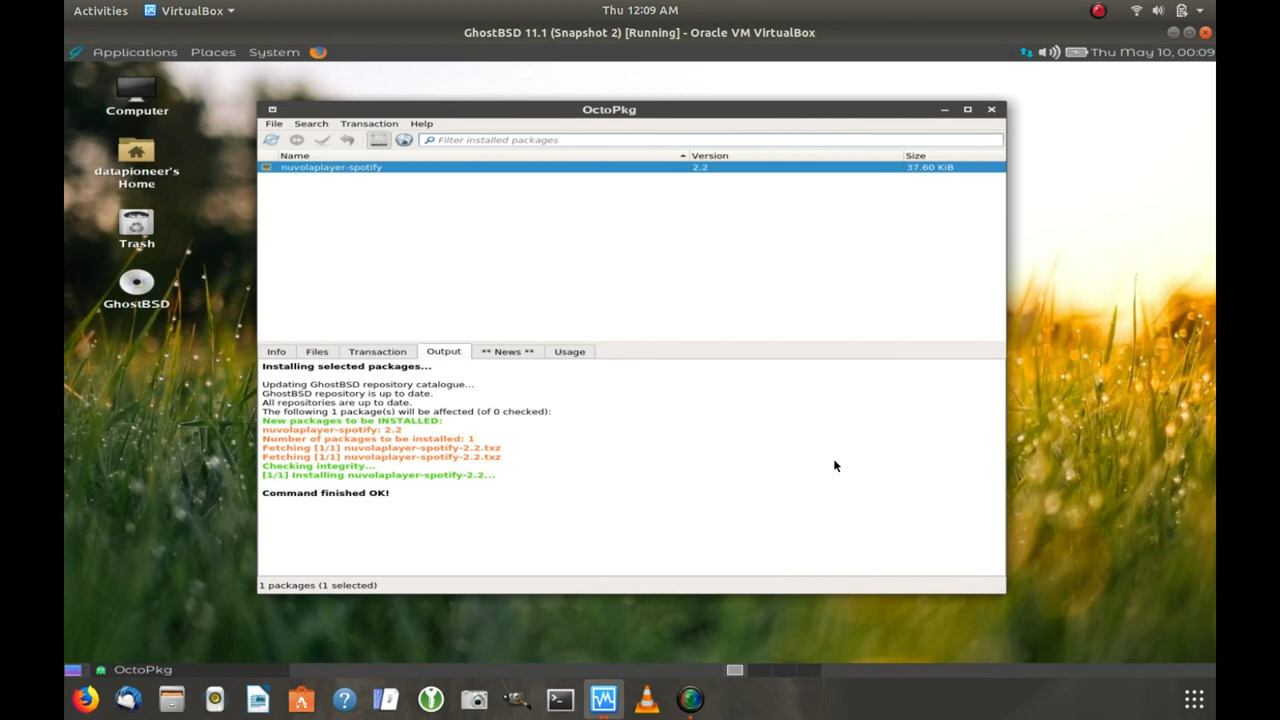 Activities VirtualBox Thu 12:09 AM
GhostBSD 11.1 (Snapshot 2) [Running] - Oracle VM VirtualBox
Applications Places System Thu May 10, 00:09
Computer
datapioneer's
Home
Trash
GhostBSD
OctoPkg
File Search Transaction Help
Filter installed packages
Name Version Size
nuvolaplayer-spotify 2.2 37.60 KiB
Info Files Transaction Output ** News ** Usage
Installing selected packages...
Updating GhostBSD repository catalogue...
GhostBSD repository is up to date.
All repositories are up to date.
The following 1 package(s) will be affected (of 0 checked):
New packages to be INSTALLED:
nuvolaplayer-spotify: 2.2
Number of packages to be installed: 1
Fetching [1/1] nuvolaplayer-spotify-2.2.txz
Fetching [1/1] nuvolaplayer-spotify-2.2.txz
Checking integrity...
[1/1] Installing nuvolaplayer-spotify-2.2...
Command finished OK!
1 packages (1 selected)
OctoPkg